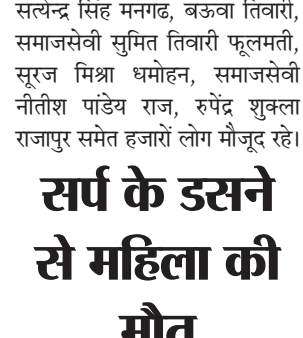 सत्येन्द्र सिंह मनगढ, बऊवा तिवारी,
समाजसेवी सुमित तिवारी फूलमती,
सूरज मिश्रा धमोहन, समाजसेवी
नीतीश पांडेय राज, रुपेंद्र शुक्ला
राजापुर समेत हजारों लोग मौजूद रहे।
सर्प के डसने
से महिला की
मौत